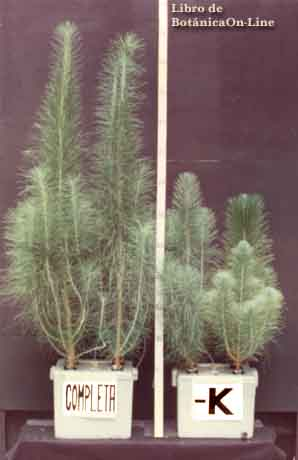 Libro de
BotánicaOn-Line
COMPLETA
-K